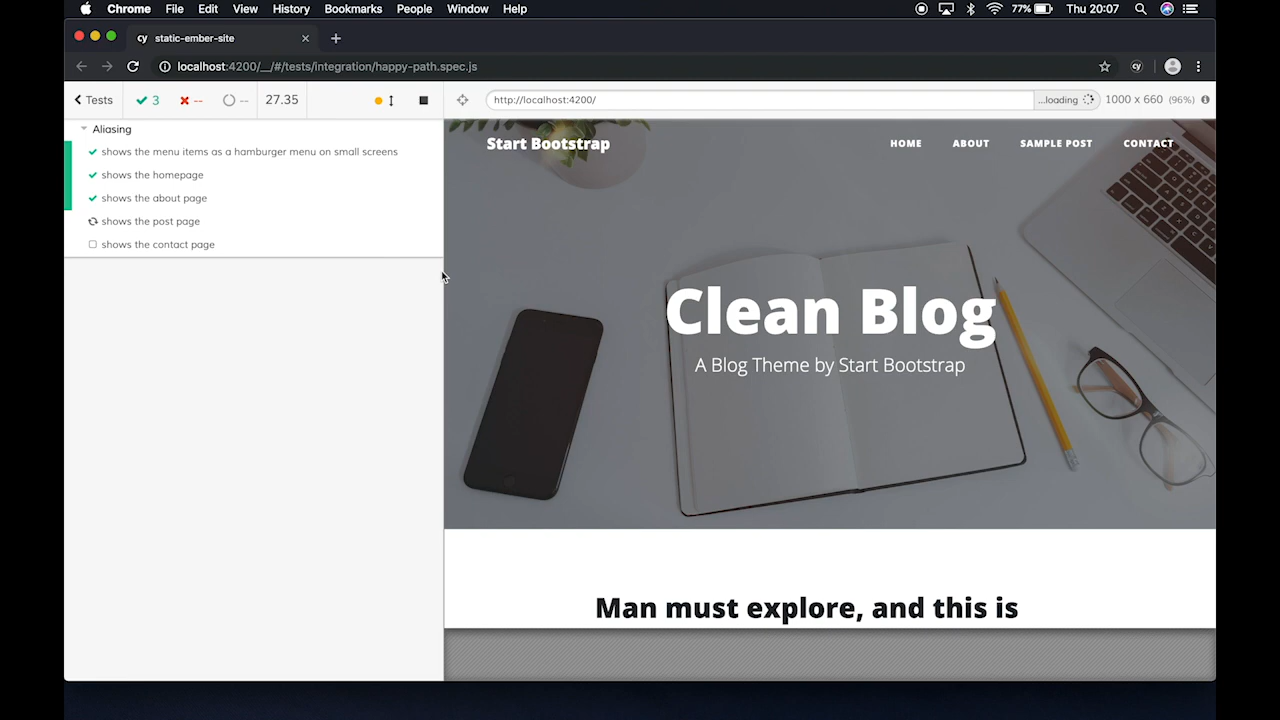 Chrome File Edit View History Bookmarks People Window Help 77% Thu 20:07
cy static-ember-site
localhost:4200/__/#/tests/integration/happy-path.spec.js cy
Tests 3 -- -- 27.35 http://localhost:4200/ ...loading 1000 x 660 (96%)
Aliasing
shows the menu items as a hamburger menu on small screens
shows the homepage
shows the about page
shows the post page
shows the contact page
Start Bootstrap HOME ABOUT SAMPLE POST CONTACT
Clean Blog
A Blog Theme by Start Bootstrap
Man must explore, and this is